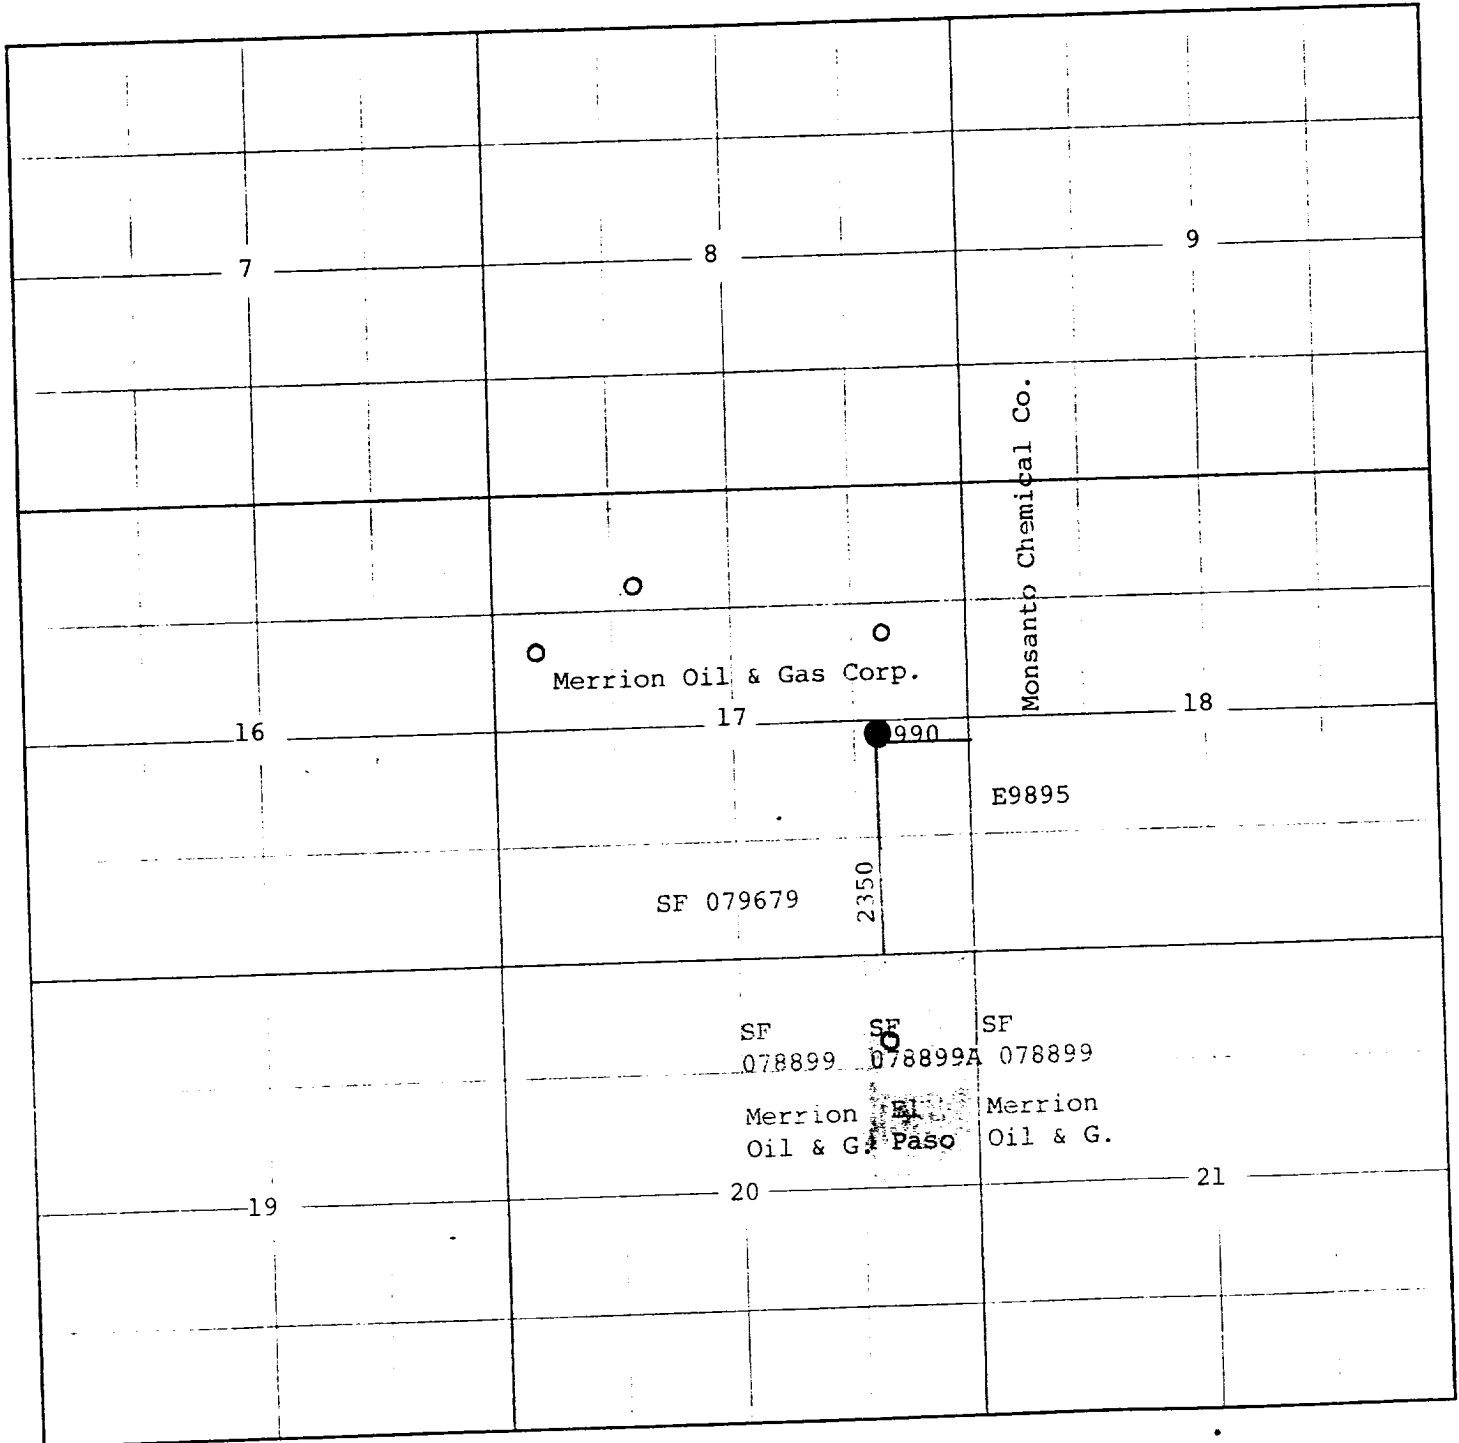 7
8
9
Monsanto Chemical Co.
Merrion Oil & Gas Corp.
16
17
18
990
E9895
2350
SF 079679
SF
078899
SF
078899A
SF
078899
Merrion
Oil & G.
El
Paso
Merrion
Oil & G.
19
20
21